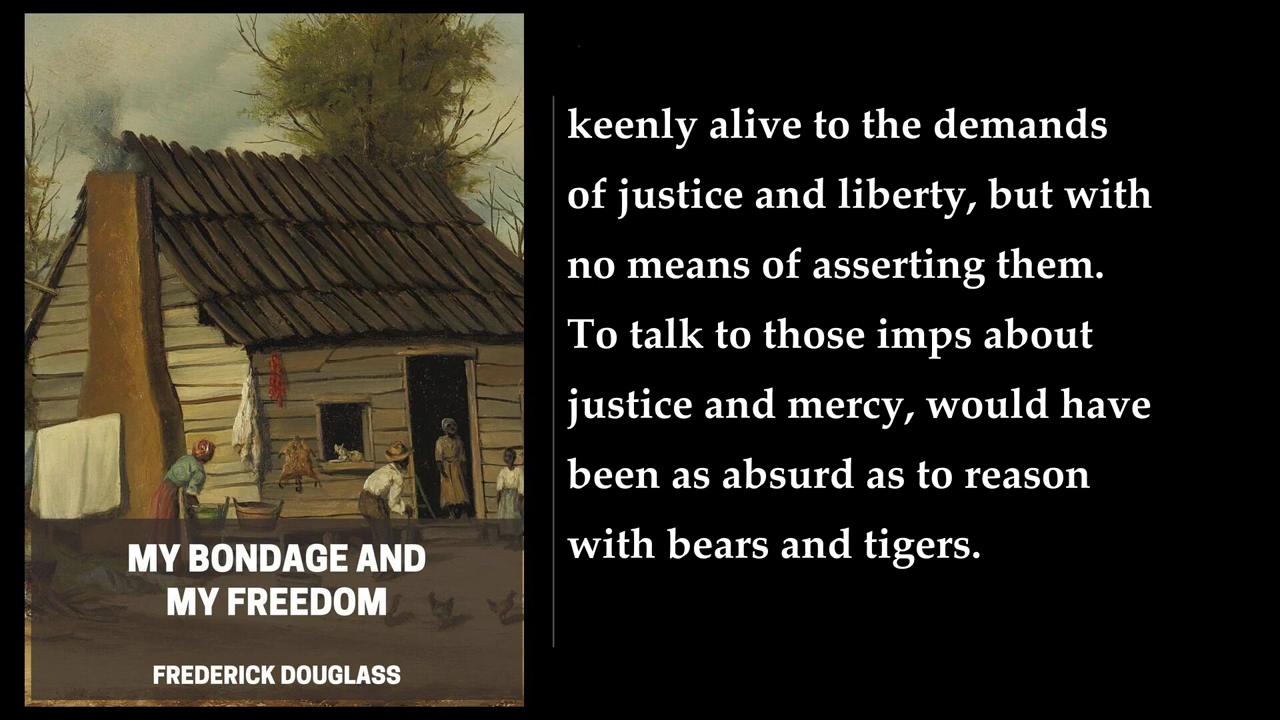 MY BONDAGE AND
MY FREEDOM
FREDERICK DOUGLASS
keenly alive to the demands
of justice and liberty, but with
no means of asserting them.
To talk to those imps about
justice and mercy, would have
been as absurd as to reason
with bears and tigers.